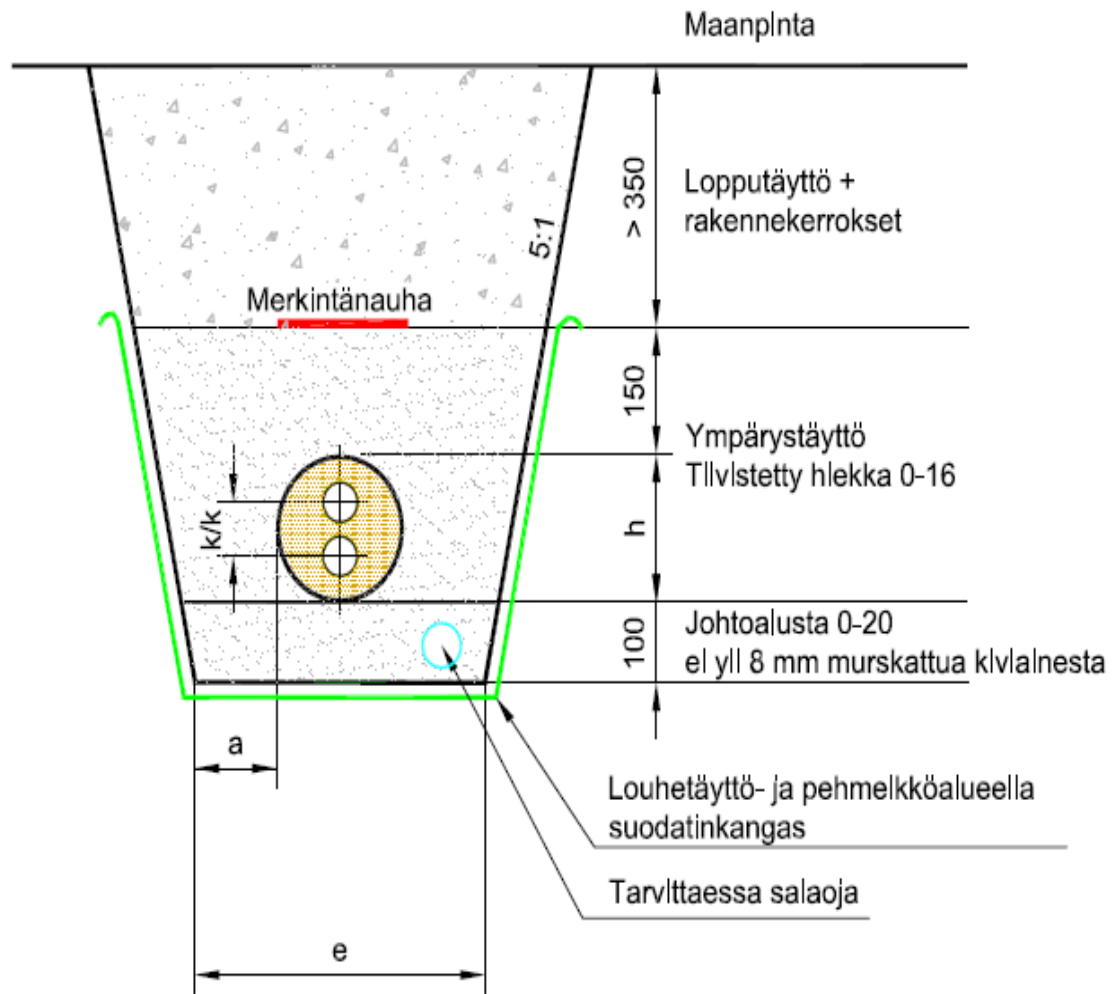 Maanplnta
> 350
Lopputäyttö +
rakennekerrokset
5:1
Merkintänauha
150
Ympärystäyttö
Tllvlstetty hlekka 0-16
k/k
h
100
Johtoalusta 0-20
el yll 8 mm murskattua klvlalnesta
a
Louhetäyttö- ja pehmelkköalueella
suodatinkangas
Tarvlttaessa salaoja
e